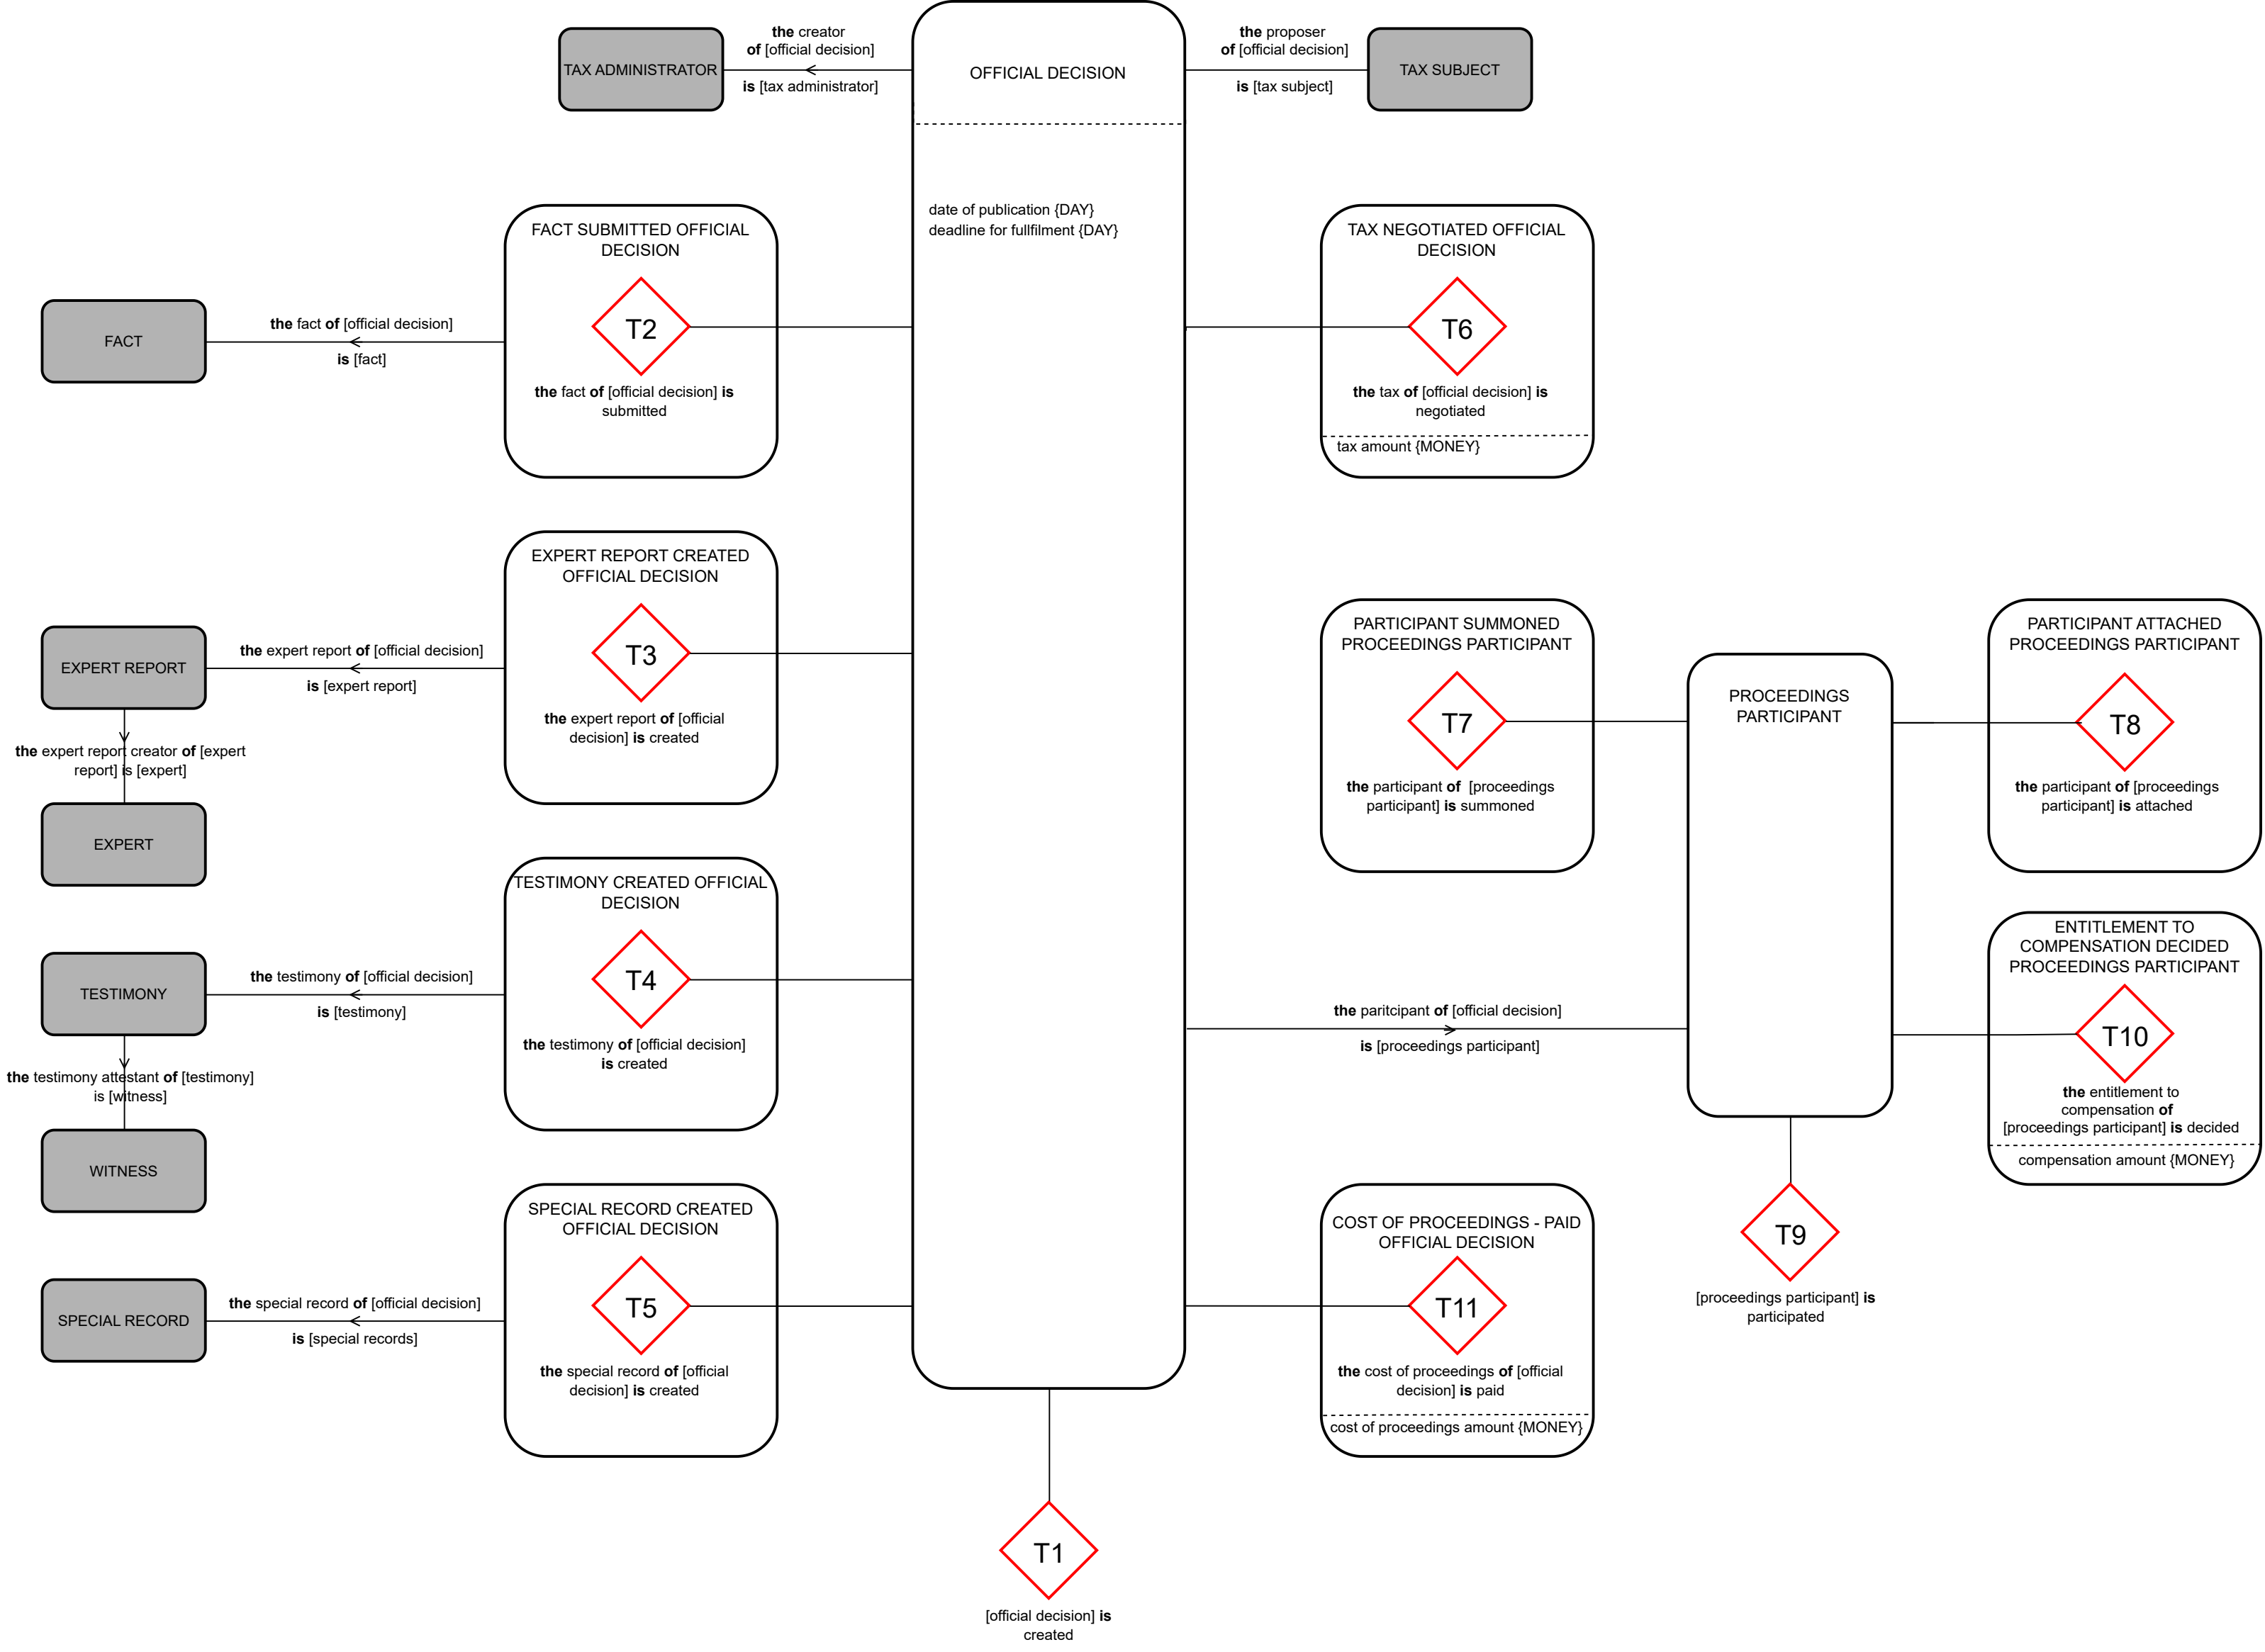 the creator
of [official decision]
TAX ADMINISTRATOR
is [tax administrator]
OFFICIAL DECISION
the proposer
of [official decision]
is [tax subject]
TAX SUBJECT
date of publication {DAY}
deadline for fullfilment {DAY}
FACT SUBMITTED OFFICIAL
DECISION
T2
the fact of [official decision] is
submitted
FACT
the fact of [official decision]
is [fact]
TAX NEGOTIATED OFFICIAL
DECISION
T6
the tax of [official decision] is
negotiated
tax amount {MONEY}
EXPERT REPORT CREATED
OFFICIAL DECISION
T3
the expert report of [official
decision] is created
EXPERT REPORT
the expert report of [official decision]
is [expert report]
the expert report creator of [expert
report] is [expert]
EXPERT
PARTICIPANT SUMMONED
PROCEEDINGS PARTICIPANT
T7
the participant of  [proceedings
participant] is summoned
PROCEEDINGS
PARTICIPANT
PARTICIPANT ATTACHED
PROCEEDINGS PARTICIPANT
T8
the participant of [proceedings
participant] is attached
TESTIMONY CREATED OFFICIAL
DECISION
T4
the testimony of [official decision]
is created
TESTIMONY
the testimony of [official decision]
is [testimony]
the testimony attestant of [testimony]
is [witness]
WITNESS
the paritcipant of [official decision]
is [proceedings participant]
ENTITLEMENT TO
COMPENSATION DECIDED
PROCEEDINGS PARTICIPANT
T10
the entitlement to
compensation of
[proceedings participant] is decided
compensation amount {MONEY}
SPECIAL RECORD CREATED
OFFICIAL DECISION
T5
the special record of [official
decision] is created
SPECIAL RECORD
the special record of [official decision]
is [special records]
COST OF PROCEEDINGS - PAID
OFFICIAL DECISION
T11
the cost of proceedings of [official
decision] is paid
cost of proceedings amount {MONEY}
T9
[proceedings participant] is
participated
T1
[official decision] is
created